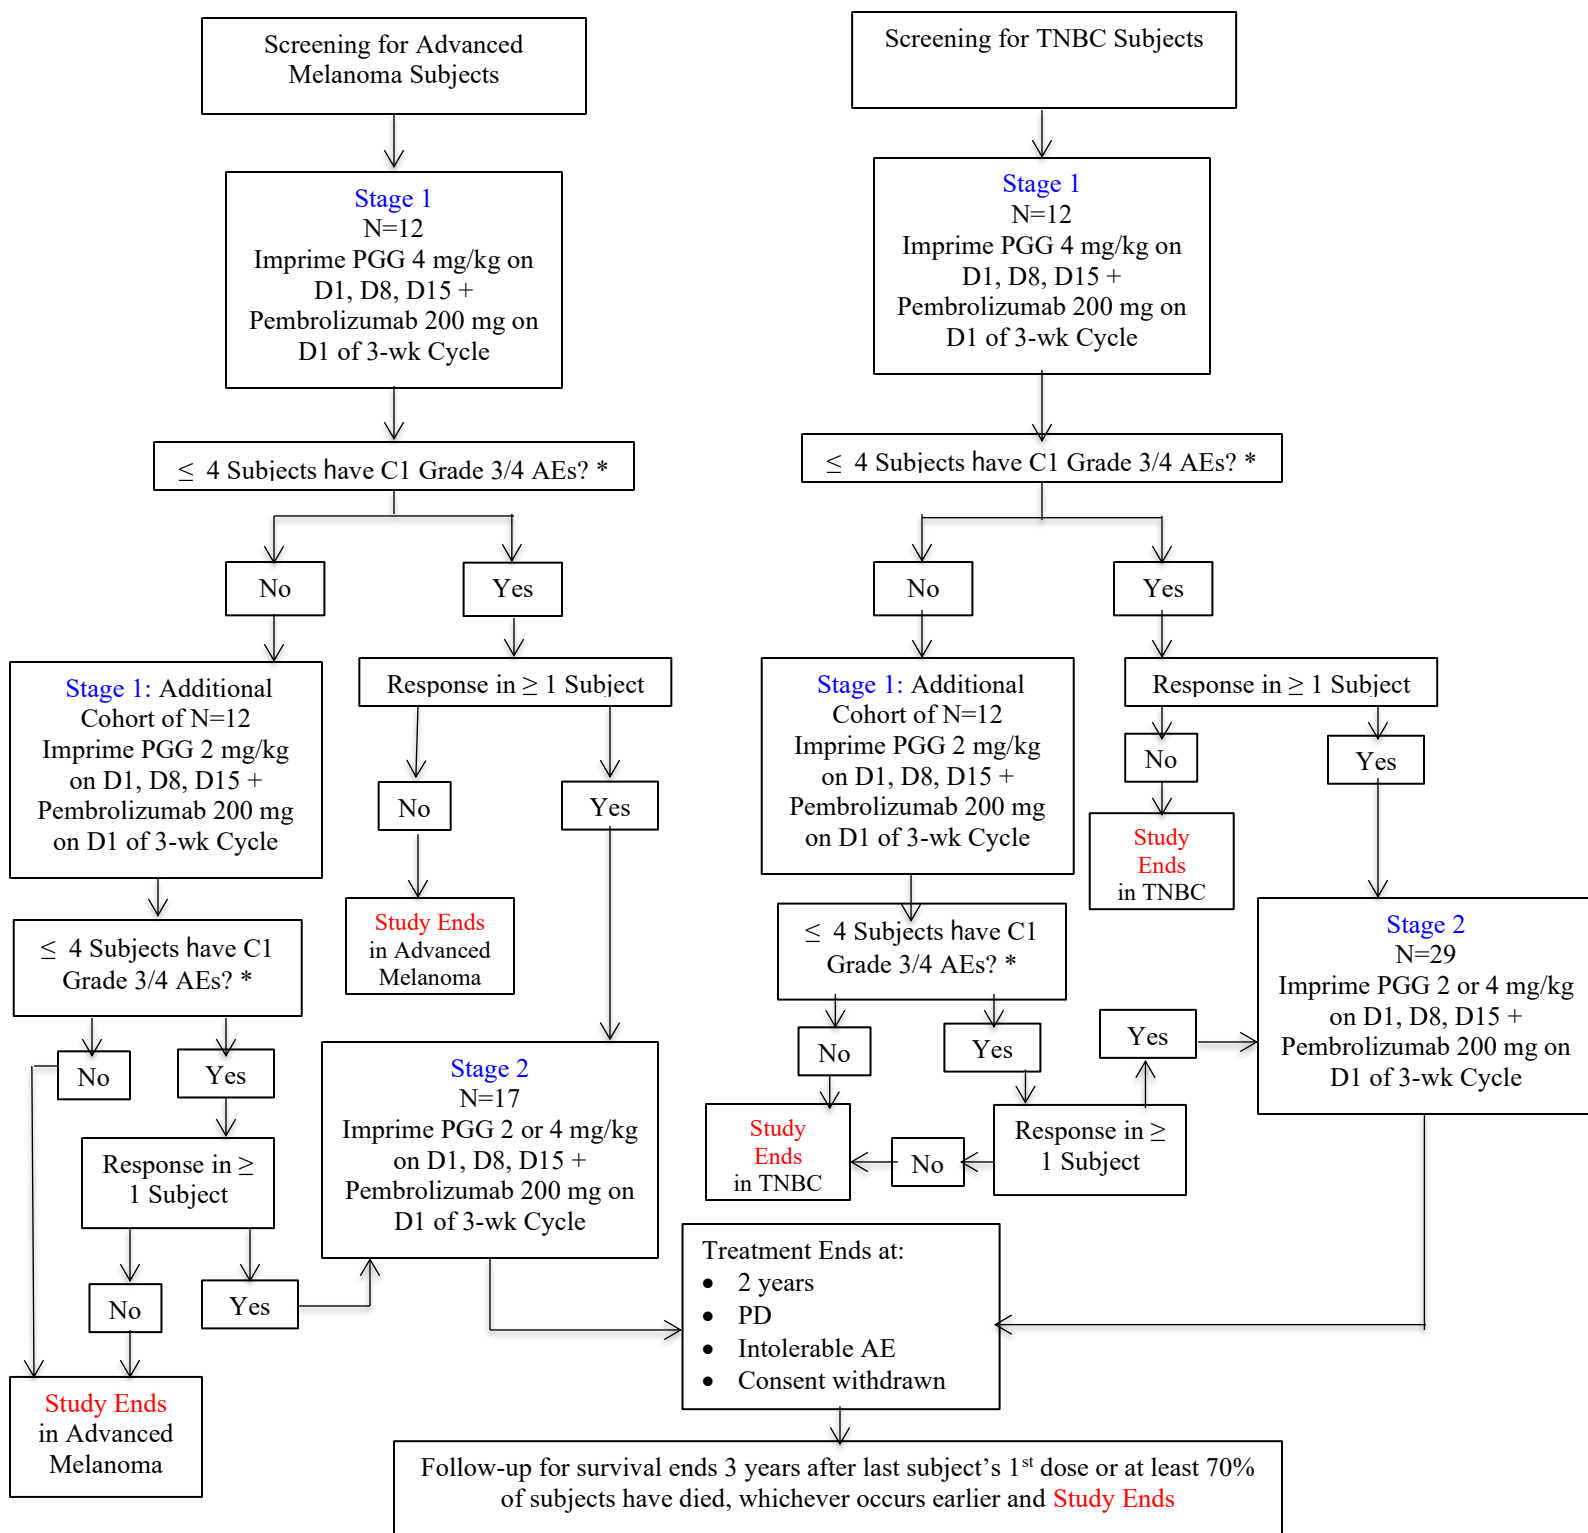 Screening for Advanced
Melanoma Subjects
Stage 1
N=12
Imprime PGG 4 mg/kg on
D1, D8, D15 +
Pembrolizumab 200 mg on
D1 of 3-wk Cycle
≤ 4 Subjects have C1 Grade 3/4 AEs? *
No
Yes
Stage 1: Additional
Cohort of N=12
Imprime PGG 2 mg/kg
on D1, D8, D15 +
Pembrolizumab 200 mg
on D1 of 3-wk Cycle
Response in ≥ 1 Subject
No
Yes
Study Ends
in Advanced
Melanoma
≤ 4 Subjects have C1
Grade 3/4 AEs? *
No
Yes
Response in ≥
1 Subject
No
Yes
Study Ends
in Advanced
Melanoma
Stage 2
N=17
Imprime PGG 2 or 4 mg/kg
on D1, D8, D15 +
Pembrolizumab 200 mg on
D1 of 3-wk Cycle
Screening for TNBC Subjects
Stage 1
N=12
Imprime PGG 4 mg/kg on
D1, D8, D15 +
Pembrolizumab 200 mg on
D1 of 3-wk Cycle
≤ 4 Subjects have C1 Grade 3/4 AEs? *
No
Yes
Stage 1: Additional
Cohort of N=12
Imprime PGG 2 mg/kg
on D1, D8, D15 +
Pembrolizumab 200 mg
on D1 of 3-wk Cycle
Response in ≥ 1 Subject
No
Yes
Study
Ends
in TNBC
≤ 4 Subjects have C1
Grade 3/4 AEs? *
No
Yes
Study
Ends
in TNBC
No
Response in ≥
1 Subject
Yes
Stage 2
N=29
Imprime PGG 2 or 4 mg/kg
on D1, D8, D15 +
Pembrolizumab 200 mg on
D1 of 3-wk Cycle
Treatment Ends at:
• 2 years
• PD
• Intolerable AE
• Consent withdrawn
Follow-up for survival ends 3 years after last subject's 1st dose or at least 70%
of subjects have died, whichever occurs earlier and Study Ends